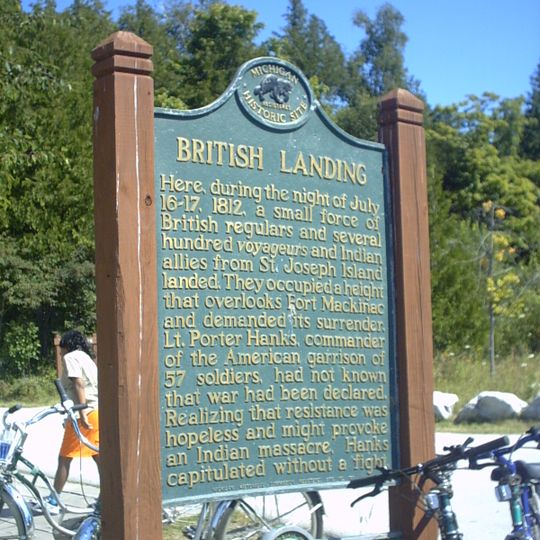 MICHIGAN
REGISTERED
HISTORIC SITE
BRITISH LANDING
Here, during the night of July
16-17, 1812, a small force of
British regulars and several
hundred voyageurs and Indian
allies from St. Joseph Island
landed. They occupied a height
that overlooks Fort Mackinac
and demanded its surrender.
Lt. Porter Hanks, commander
of the American garrison of
57 soldiers, had not known
that war had been declared.
Realizing that resistance was
hopeless and might provoke
an Indian massacre, Hanks
capitulated without a fight.